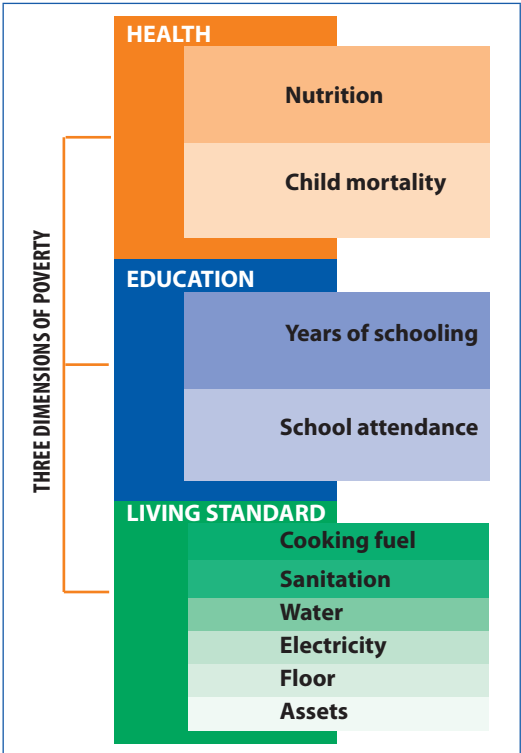 THREE DIMENSIONS OF POVERTY
HEALTH
Nutrition
Child mortality
EDUCATION
Years of schooling
School attendance
LIVING STANDARD
Cooking fuel
Sanitation
Water
Electricity
Floor
Assets